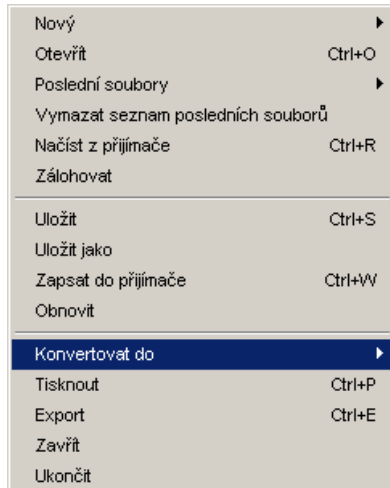 Nový
Otevřít Ctrl+O
Poslední soubory
Vymazat seznam posledních souborů
Načíst z přijímače Ctrl+R
Zálohovat
Uložit Ctrl+S
Uložit jako
Zapsat do přijímače Ctrl+W
Obnovit
Konvertovat do
Tisknout Ctrl+P
Export Ctrl+E
Zavřít
Ukončit